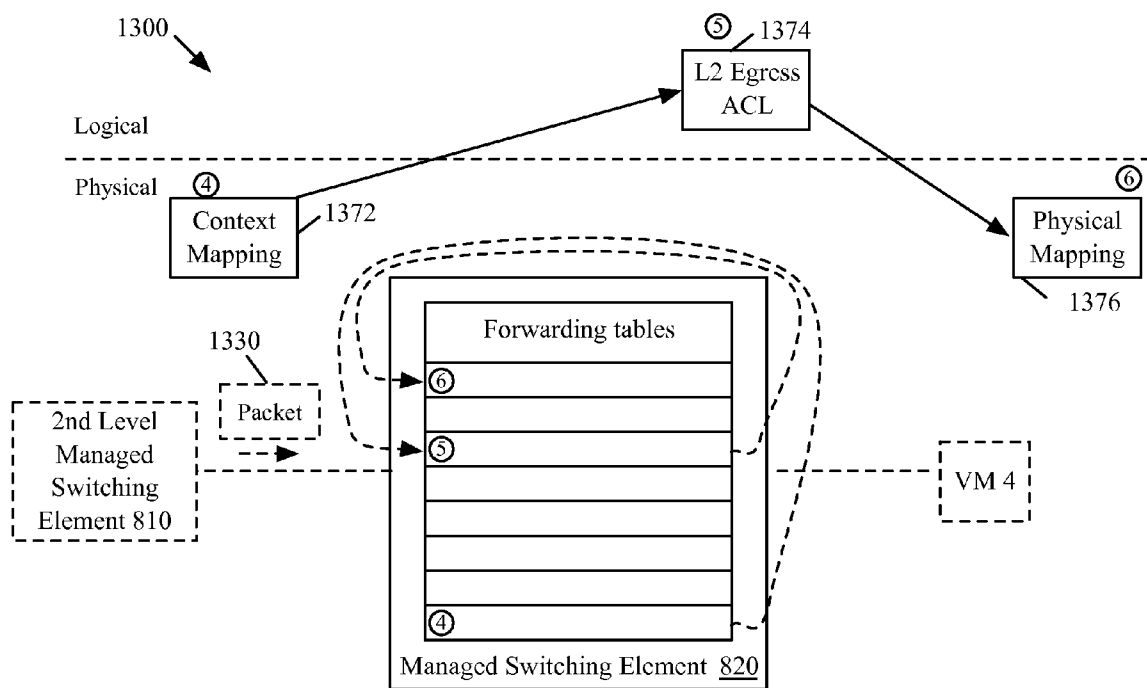 1300
⑤
1374
L2 Egress
ACL
Logical
Physical
④
⑥
Context
Mapping
1372
Physical
Mapping
1376
Forwarding tables
⑥
⑤
④
1330
Packet
2nd Level
Managed
Switching
Element 810
VM 4
Managed Switching Element 820